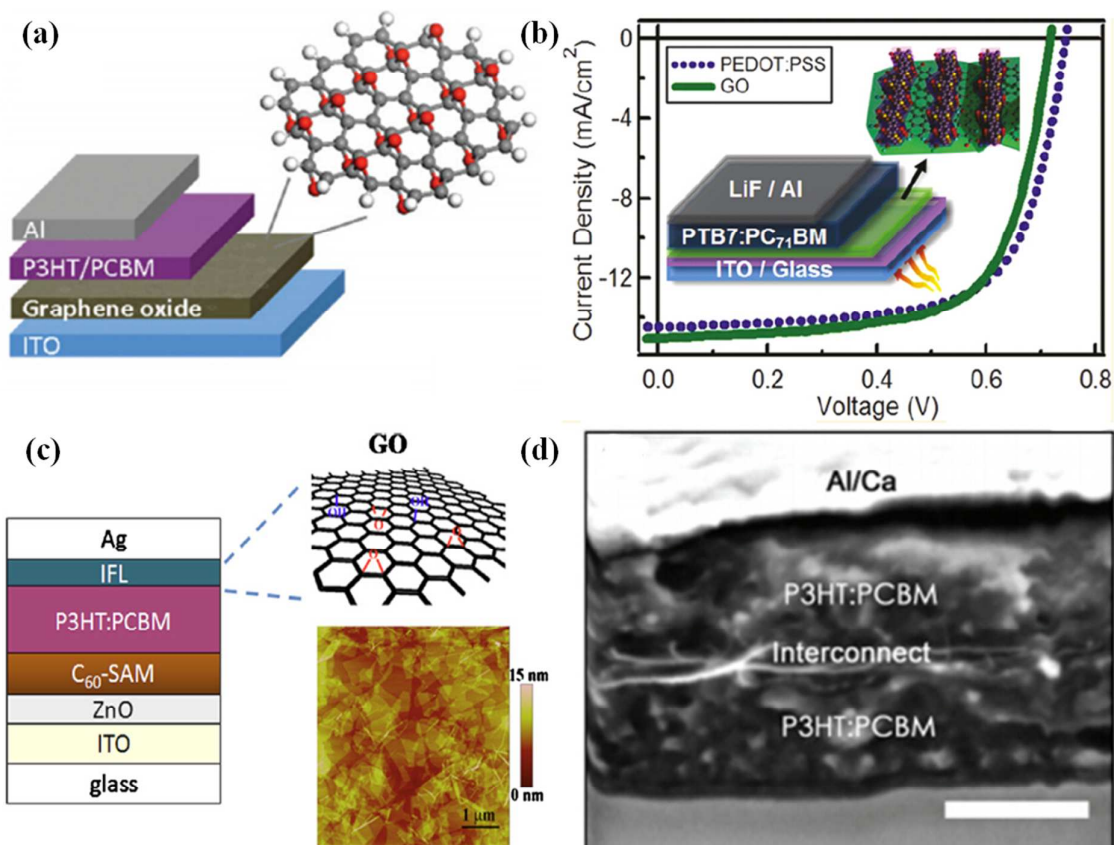 (a)
Al
P3HT/PCBM
Graphene oxide
ITO
(b)
Current Density (mA/cm²)
0
-4
-8
-12
PEDOT:PSS
GO
LiF / Al
PTB7:PC₇₁BM
ITO / Glass
0.0 0.2 0.4 0.6 0.8
Voltage (V)
(c)
Ag
IFL
P3HT:PCBM
C₆₀-SAM
ZnO
ITO
glass
GO
OH
OH
O
O
O
15 nm
0 nm
1 μm
(d)
Al/Ca
P3HT:PCBM
Interconnect
P3HT:PCBM